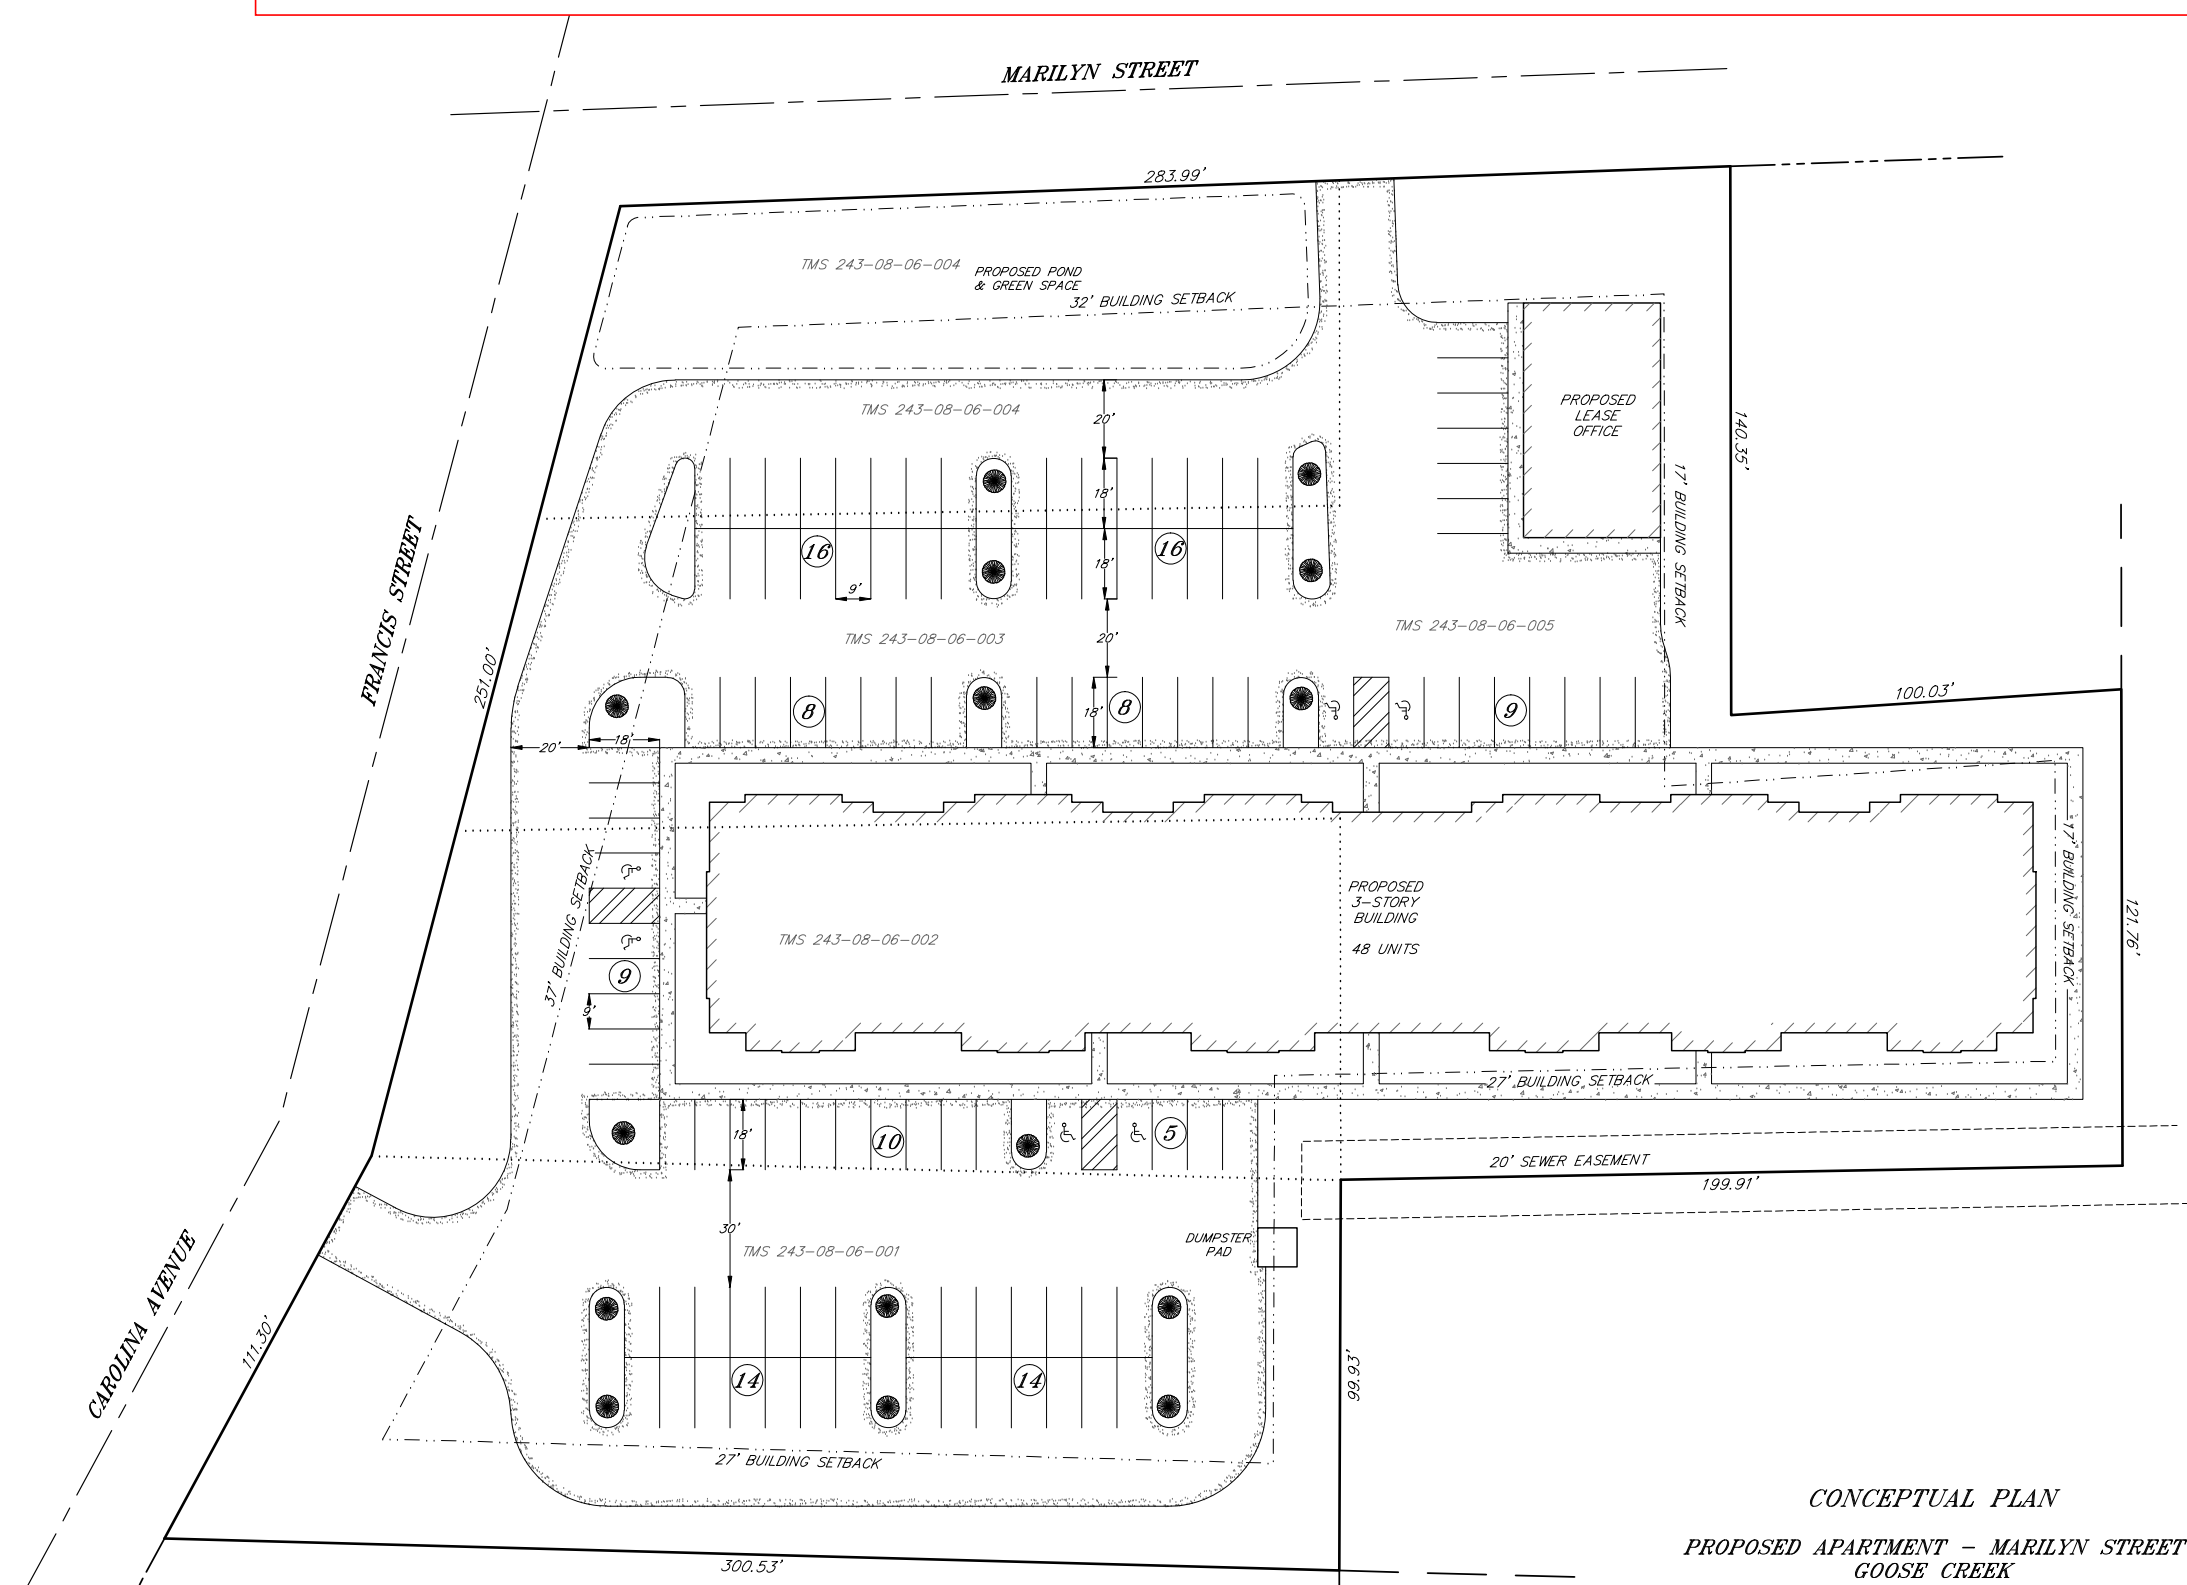 MARILYN STREET
283.99'
TMS 243-08-06-004
PROPOSED POND
& GREEN SPACE
32' BUILDING SETBACK
TMS 243-08-06-004
20'
PROPOSED
LEASE
OFFICE
140.35'
17' BUILDING SETBACK
18'
16
16
18'
9'
FRANCIS STREET
251.00'
TMS 243-08-06-003
20'
TMS 243-08-06-005
100.03'
8
8
18'
9
20'
18'
37' BUILDING SETBACK
PROPOSED
3-STORY
BUILDING
48 UNITS
TMS 243-08-06-002
17' BUILDING SETBACK
121.76'
9
9'
27' BUILDING SETBACK
18'
10
5
20' SEWER EASEMENT
199.91'
30'
TMS 243-08-06-001
DUMPSTER
PAD
CAROLINA AVENUE
111.30'
14
14
99.93'
27' BUILDING SETBACK
300.53'
CONCEPTUAL PLAN
PROPOSED APARTMENT - MARILYN STREET
GOOSE CREEK